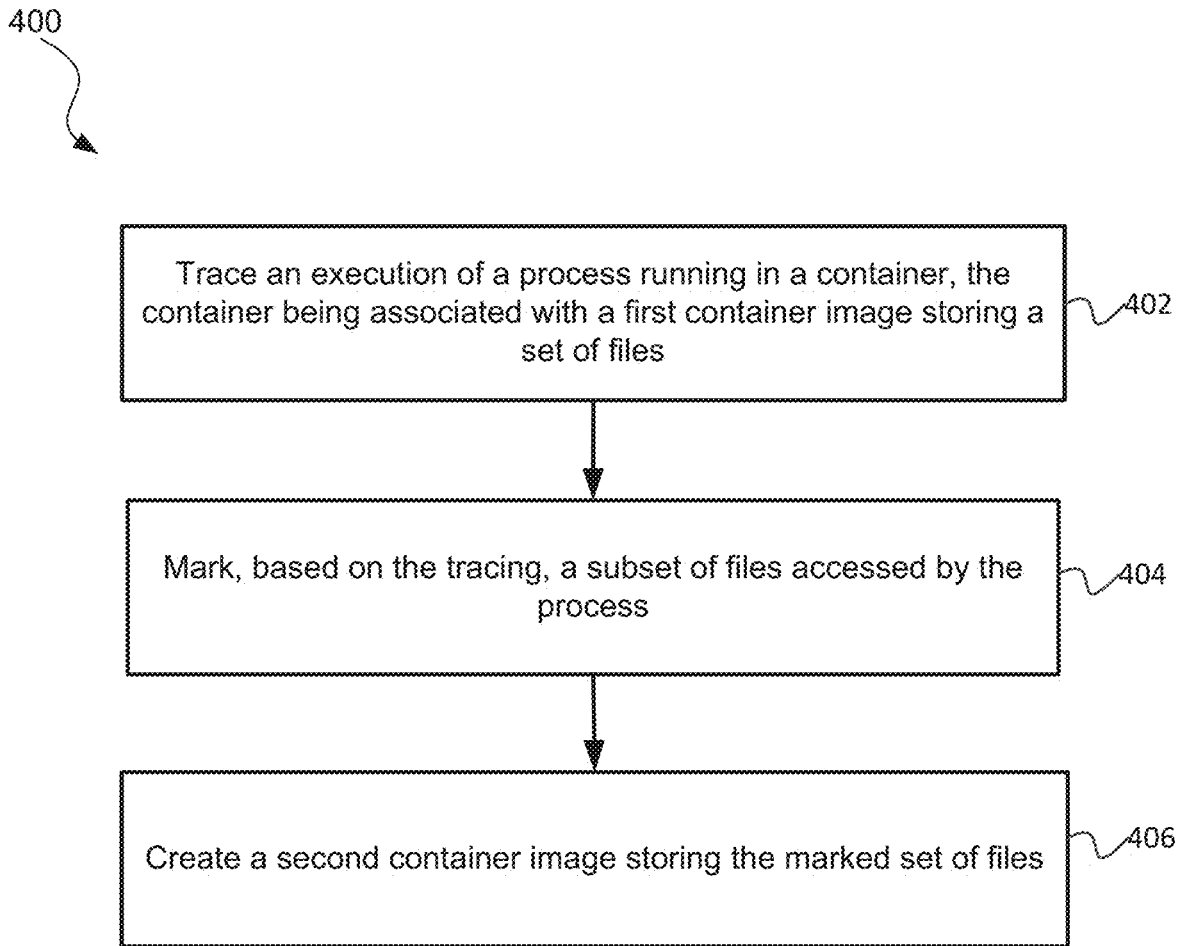 400
Trace an execution of a process running in a container, the
container being associated with a first container image storing a
set of files
402
Mark, based on the tracing, a subset of files accessed by the
process
404
Create a second container image storing the marked set of files
406